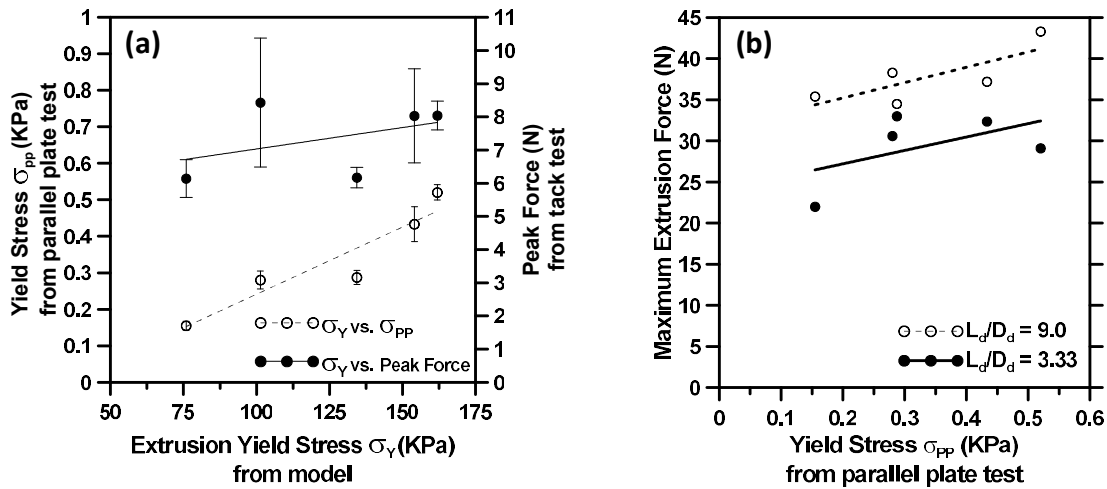 (a)
1
0.9
0.8
0.7
0.6
0.5
0.4
0.3
0.2
0.1
0
Yield Stress σpp (KPa)
from parallel plate test
11
10
9
8
7
6
5
4
3
2
1
0
Peak Force (N)
from tack test
σY vs. σPP
σY vs. Peak Force
50 75 100 125 150 175
Extrusion Yield Stress σY (KPa)
from model
(b)
45
40
35
30
25
20
15
10
5
0
Maximum Extrusion Force (N)
Ld/Dd = 9.0
Ld/Dd = 3.33
0 0.1 0.2 0.3 0.4 0.5 0.6
Yield Stress σPP (KPa)
from parallel plate test